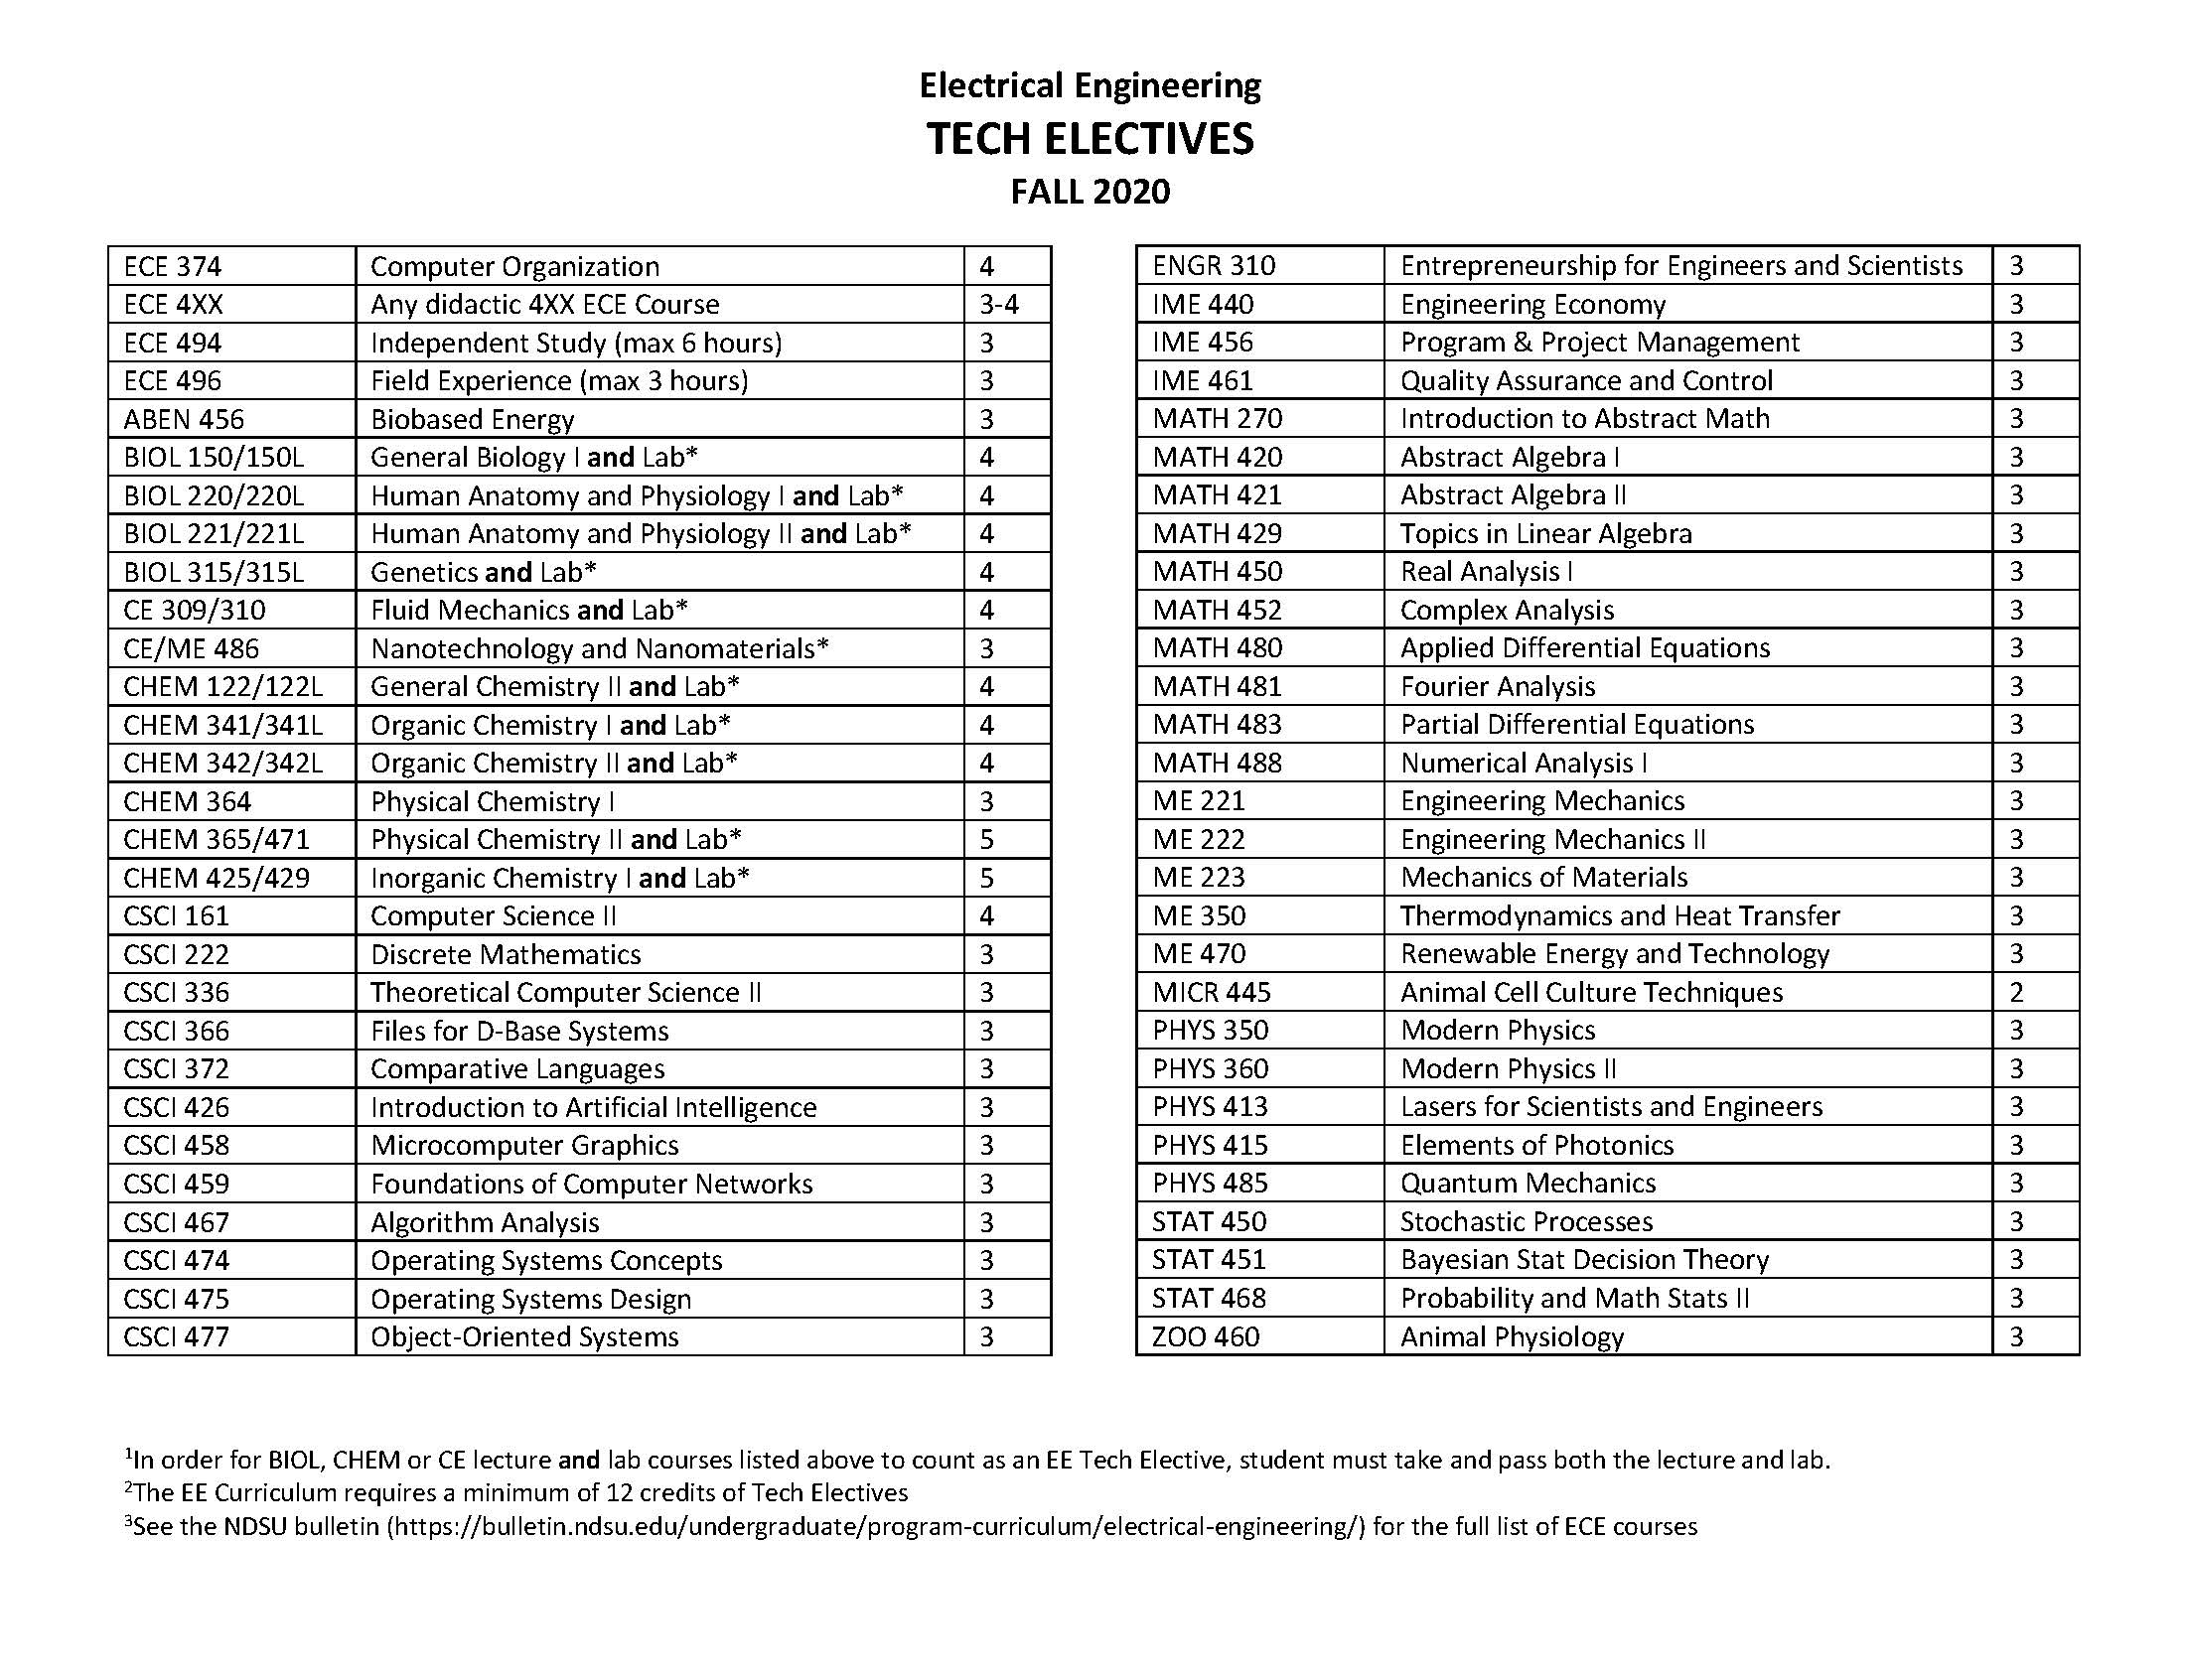 Electrical Engineering
TECH ELECTIVES
FALL 2020
ECE 374 Computer Organization 4
ECE 4XX Any didactic 4XX ECE Course 3-4
ECE 494 Independent Study (max 6 hours) 3
ECE 496 Field Experience (max 3 hours) 3
ABEN 456 Biobased Energy 3
BIOL 150/150L General Biology I and Lab* 4
BIOL 220/220L Human Anatomy and Physiology I and Lab* 4
BIOL 221/221L Human Anatomy and Physiology II and Lab* 4
BIOL 315/315L Genetics and Lab* 4
CE 309/310 Fluid Mechanics and Lab* 4
CE/ME 486 Nanotechnology and Nanomaterials* 3
CHEM 122/122L General Chemistry II and Lab* 4
CHEM 341/341L Organic Chemistry I and Lab* 4
CHEM 342/342L Organic Chemistry II and Lab* 4
CHEM 364 Physical Chemistry I 3
CHEM 365/471 Physical Chemistry II and Lab* 5
CHEM 425/429 Inorganic Chemistry I and Lab* 5
CSCI 161 Computer Science II 4
CSCI 222 Discrete Mathematics 3
CSCI 336 Theoretical Computer Science II 3
CSCI 366 Files for D-Base Systems 3
CSCI 372 Comparative Languages 3
CSCI 426 Introduction to Artificial Intelligence 3
CSCI 458 Microcomputer Graphics 3
CSCI 459 Foundations of Computer Networks 3
CSCI 467 Algorithm Analysis 3
CSCI 474 Operating Systems Concepts 3
CSCI 475 Operating Systems Design 3
CSCI 477 Object-Oriented Systems 3
ENGR 310 Entrepreneurship for Engineers and Scientists 3
IME 440 Engineering Economy 3
IME 456 Program & Project Management 3
IME 461 Quality Assurance and Control 3
MATH 270 Introduction to Abstract Math 3
MATH 420 Abstract Algebra I 3
MATH 421 Abstract Algebra II 3
MATH 429 Topics in Linear Algebra 3
MATH 450 Real Analysis I 3
MATH 452 Complex Analysis 3
MATH 480 Applied Differential Equations 3
MATH 481 Fourier Analysis 3
MATH 483 Partial Differential Equations 3
MATH 488 Numerical Analysis I 3
ME 221 Engineering Mechanics 3
ME 222 Engineering Mechanics II 3
ME 223 Mechanics of Materials 3
ME 350 Thermodynamics and Heat Transfer 3
ME 470 Renewable Energy and Technology 3
MICR 445 Animal Cell Culture Techniques 2
PHYS 350 Modern Physics 3
PHYS 360 Modern Physics II 3
PHYS 413 Lasers for Scientists and Engineers 3
PHYS 415 Elements of Photonics 3
PHYS 485 Quantum Mechanics 3
STAT 450 Stochastic Processes 3
STAT 451 Bayesian Stat Decision Theory 3
STAT 468 Probability and Math Stats II 3
ZOO 460 Animal Physiology 3
¹In order for BIOL, CHEM or CE lecture and lab courses listed above to count as an EE Tech Elective, student must take and pass both the lecture and lab.
²The EE Curriculum requires a minimum of 12 credits of Tech Electives
³See the NDSU bulletin (https://bulletin.ndsu.edu/undergraduate/program-curriculum/electrical-engineering/) for the full list of ECE courses